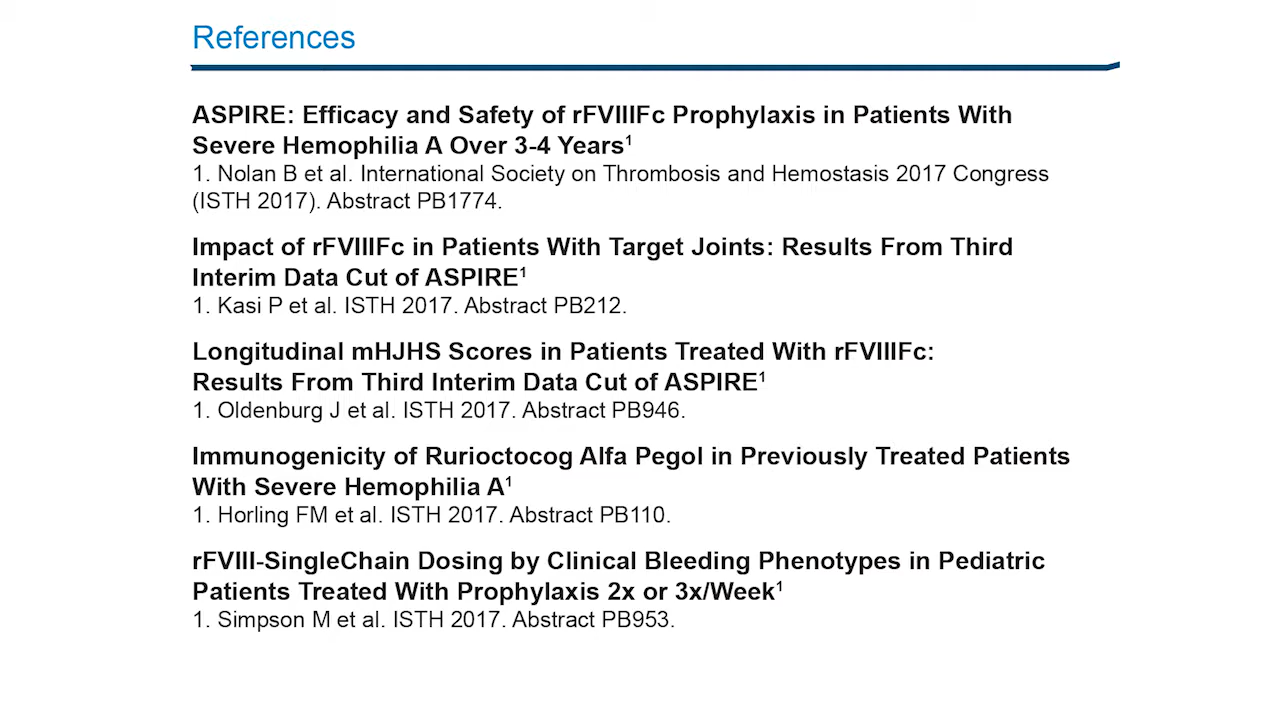 References
ASPIRE: Efficacy and Safety of rFVIIIFc Prophylaxis in Patients With
Severe Hemophilia A Over 3-4 Years¹
1. Nolan B et al. International Society on Thrombosis and Hemostasis 2017 Congress
(ISTH 2017). Abstract PB1774.
Impact of rFVIIIFc in Patients With Target Joints: Results From Third
Interim Data Cut of ASPIRE¹
1. Kasi P et al. ISTH 2017. Abstract PB212.
Longitudinal mHJHS Scores in Patients Treated With rFVIIIFc:
Results From Third Interim Data Cut of ASPIRE¹
1. Oldenburg J et al. ISTH 2017. Abstract PB946.
Immunogenicity of Rurioctocog Alfa Pegol in Previously Treated Patients
With Severe Hemophilia A¹
1. Horling FM et al. ISTH 2017. Abstract PB110.
rFVIII-SingleChain Dosing by Clinical Bleeding Phenotypes in Pediatric
Patients Treated With Prophylaxis 2x or 3x/Week¹
1. Simpson M et al. ISTH 2017. Abstract PB953.